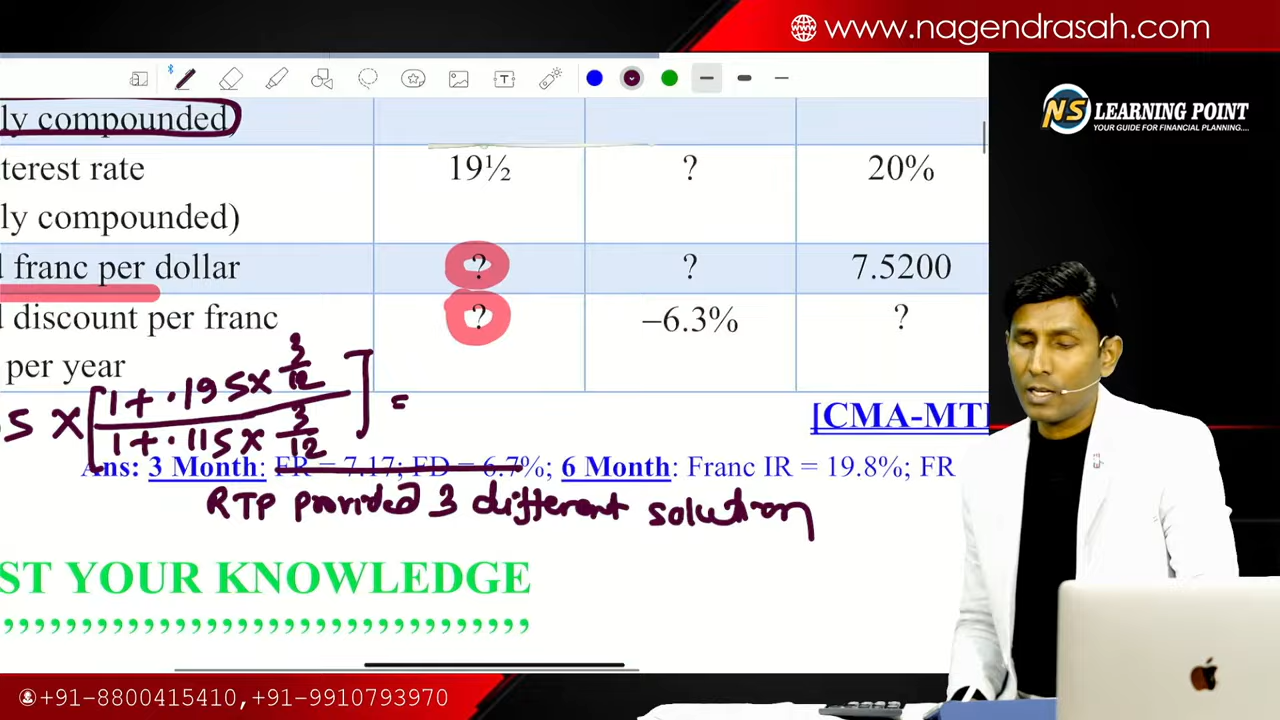 www.nagendrasah.com
NS LEARNING POINT
YOUR GUIDE FOR FINANCIAL PLANNING....
ly compounded)
terest rate 19½ ? 20%
ly compounded)
franc per dollar ? ? 7.5200
discount per franc ? –6.3% ?
per year
5 × [1 + .195 × 3/12
1 + .115 × 3/12] =
[CMA-MT
Ans: 3 Month: FR = 7.17; FD = 6.7%; 6 Month: Franc IR = 19.8%; FR
RTP provided 3 different solution
ST YOUR KNOWLEDGE
,,,,,,,,,,,,,,,,,,,,,,,,,,,,,,,,,
+91-8800415410,+91-9910793970